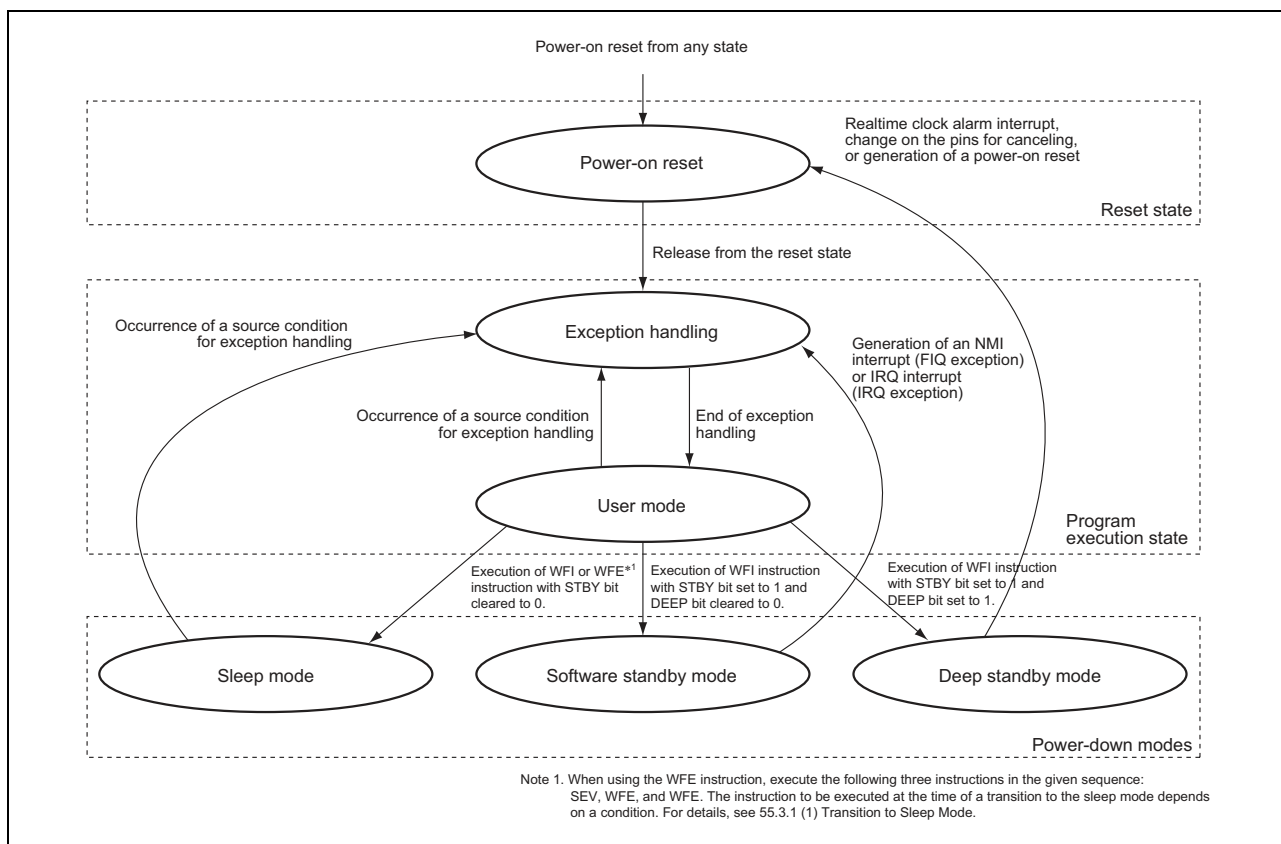 Power-on reset from any state
Realtime clock alarm interrupt,
change on the pins for canceling,
or generation of a power-on reset
Power-on reset
Reset state
Release from the reset state
Occurrence of a source condition
for exception handling
Exception handling
Generation of an NMI
interrupt (FIQ exception)
or IRQ interrupt
(IRQ exception)
Occurrence of a source condition
for exception handling
End of exception
handling
User mode
Program
execution state
Execution of WFI or WFE*1
instruction with STBY bit
cleared to 0.
Execution of WFI instruction
with STBY bit set to 1 and
DEEP bit cleared to 0.
Execution of WFI instruction
with STBY bit set to 1 and
DEEP bit set to 1.
Sleep mode
Software standby mode
Deep standby mode
Power-down modes
Note 1. When using the WFE instruction, execute the following three instructions in the given sequence:
SEV, WFE, and WFE. The instruction to be executed at the time of a transition to the sleep mode depends
on a condition. For details, see 55.3.1 (1) Transition to Sleep Mode.